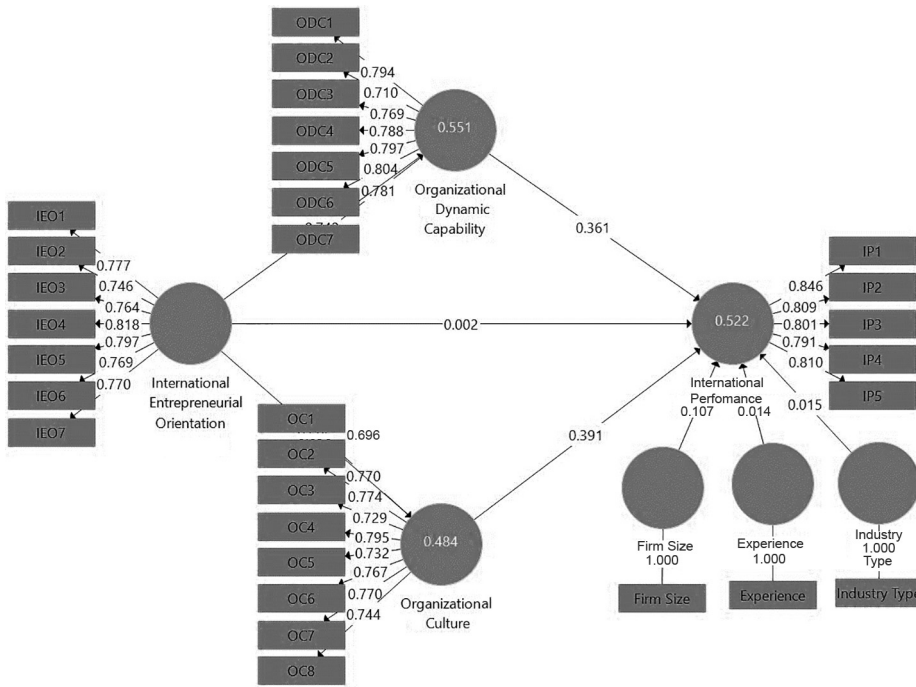 ODC1
ODC2
ODC3
ODC4
ODC5
ODC6
ODC7
0.794
0.710
0.769
0.788
0.797
0.804
0.781
0.551
Organizational
Dynamic
Capability
IEO1
IEO2
IEO3
IEO4
IEO5
IEO6
IEO7
0.777
0.746
0.764
0.818
0.797
0.769
0.770
International
Entrepreneurial
Orientation
0.361
0.002
0.391
OC1
OC2
OC3
OC4
OC5
OC6
OC7
OC8
0.696
0.770
0.774
0.729
0.795
0.732
0.767
0.770
0.744
0.484
Organizational
Culture
0.522
International
Perfomance
IP1
IP2
IP3
IP4
IP5
0.846
0.809
0.801
0.791
0.810
0.107
0.014
0.015
Firm Size
1.000
Firm Size
Experience
1.000
Experience
Industry
1.000
Type
Industry Type